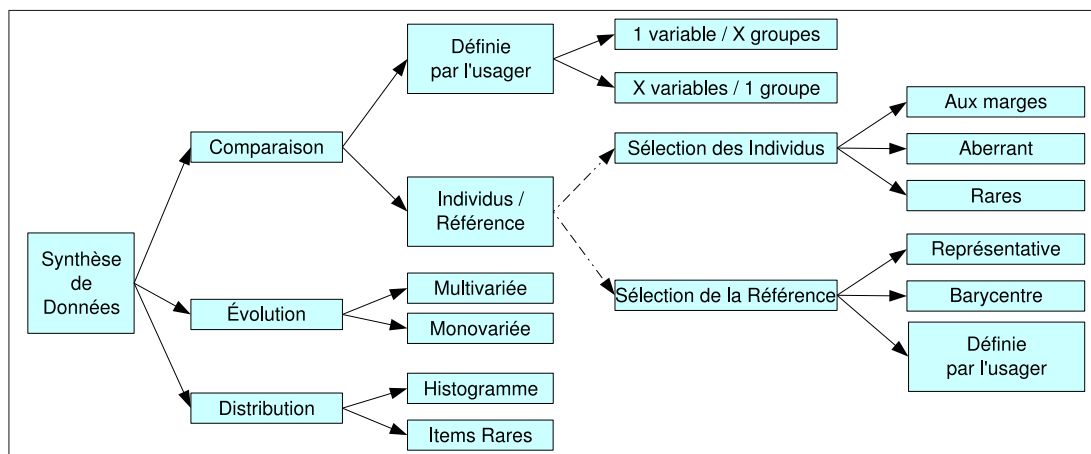 Synthèse
de
Données
Comparaison
Définie
par l'usager
1 variable / X groupes
X variables / 1 groupe
Individus /
Référence
Sélection des Individus
Aux marges
Aberrant
Rares
Sélection de la Référence
Représentative
Barycentre
Définie
par l'usager
Évolution
Multivariée
Monovariée
Distribution
Histogramme
Items Rares